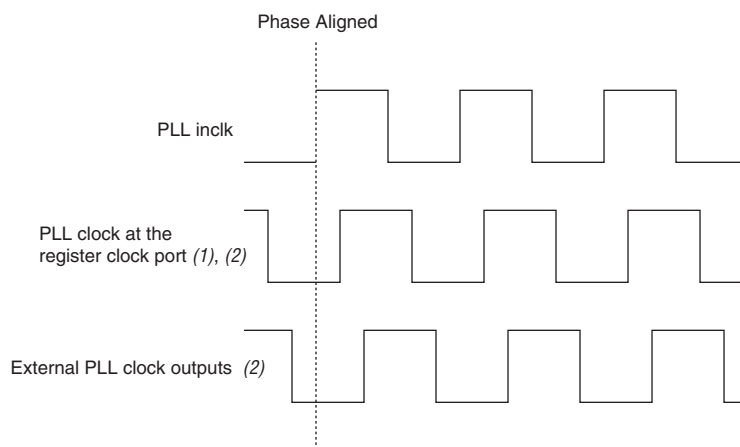 Phase Aligned
PLL inclk
PLL clock at the
register clock port (1), (2)
External PLL clock outputs (2)